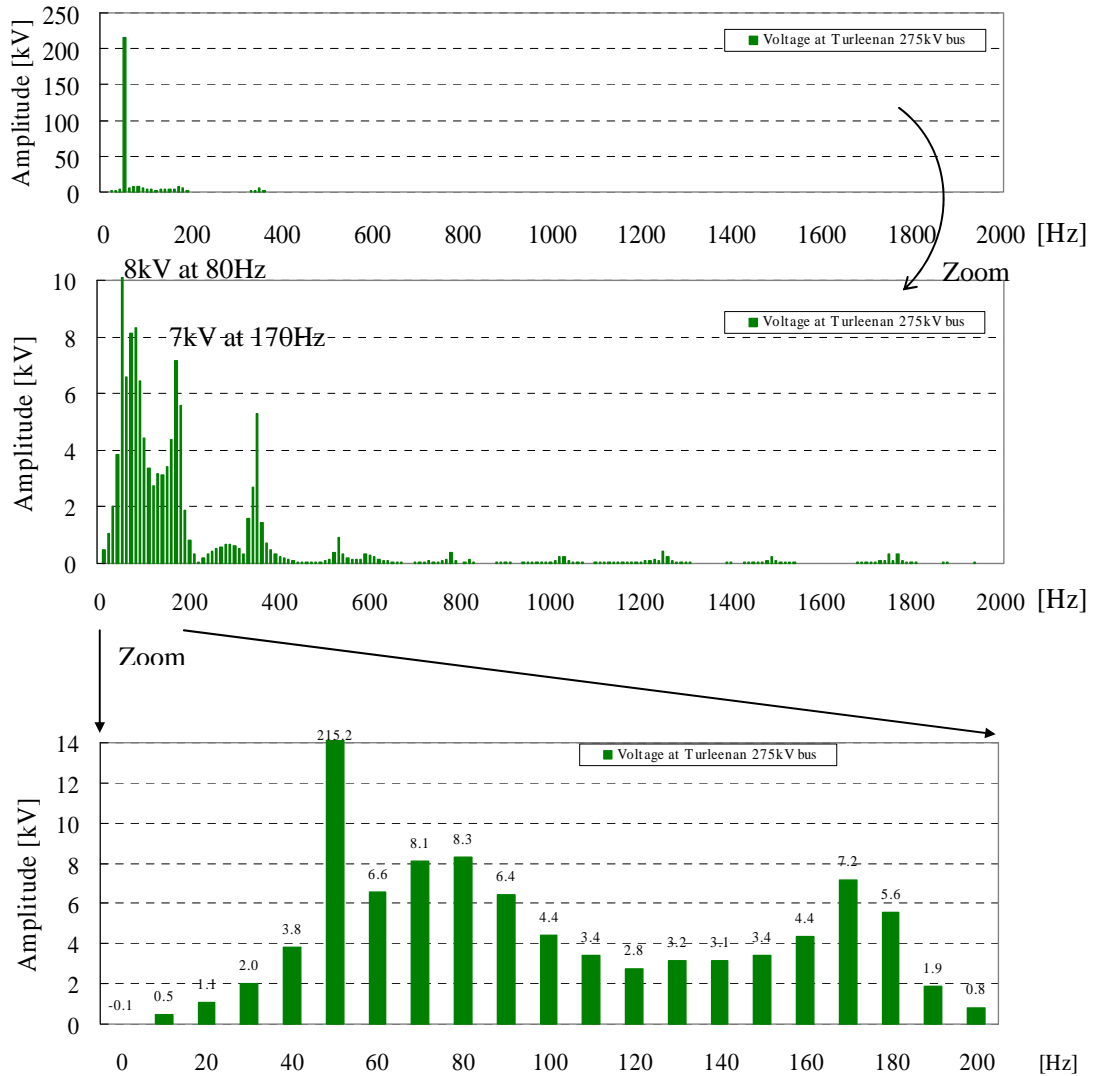 Amplitude [kV]
250
200
150
100
50
0
Voltage at Turleenan 275kV bus
0 200 400 600 800 1000 1200 1400 1600 1800 2000 [Hz]
Zoom
8kV at 80Hz
7kV at 170Hz
Amplitude [kV]
10
8
6
4
2
0
Voltage at Turleenan 275kV bus
0 200 400 600 800 1000 1200 1400 1600 1800 2000 [Hz]
Zoom
Amplitude [kV]
14
12
10
8
6
4
2
0
Voltage at Turleenan 275kV bus
-0.1 0.5 1.1 2.0 3.8 215.2 6.6 8.1 8.3 6.4 4.4 3.4 2.8 3.2 3.1 3.4 4.4 7.2 5.6 1.9 0.8
0 20 40 60 80 100 120 140 160 180 200 [Hz]